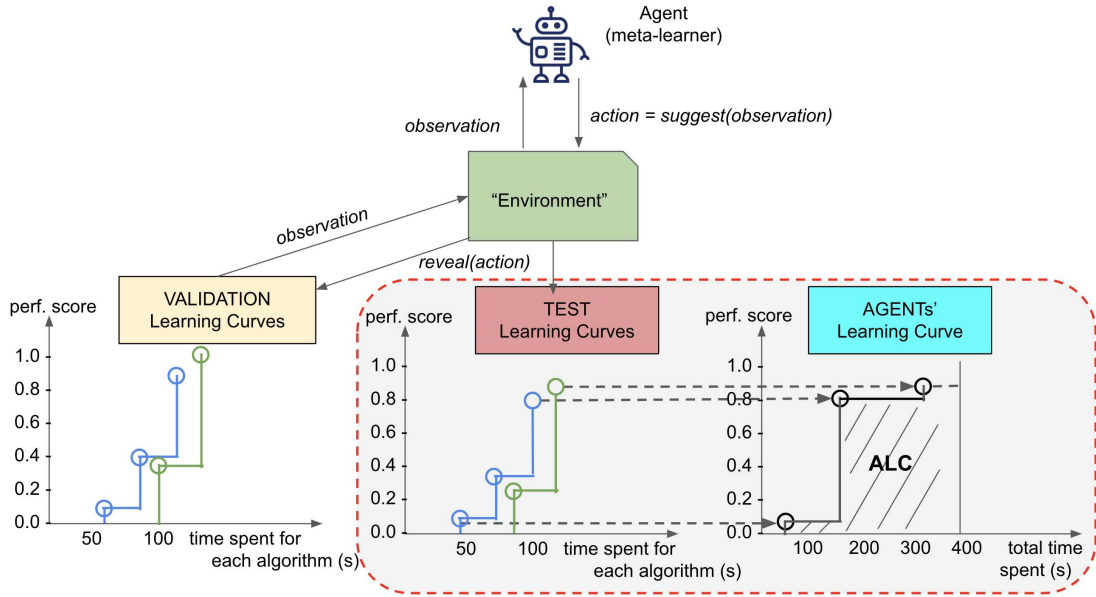 Agent
(meta-learner)
observation
action = suggest(observation)
“Environment”
observation
reveal(action)
VALIDATION
Learning Curves
perf. score
1.0
0.8
0.6
0.4
0.2
0.0
50
100
time spent for
each algorithm (s)
TEST
Learning Curves
perf. score
1.0
0.8
0.6
0.4
0.2
0.0
50
100
time spent for
each algorithm (s)
AGENTs’
Learning Curve
perf. score
1.0
0.8
0.6
0.4
0.2
0.0
ALC
100
200
300
400
total time
spent (s)